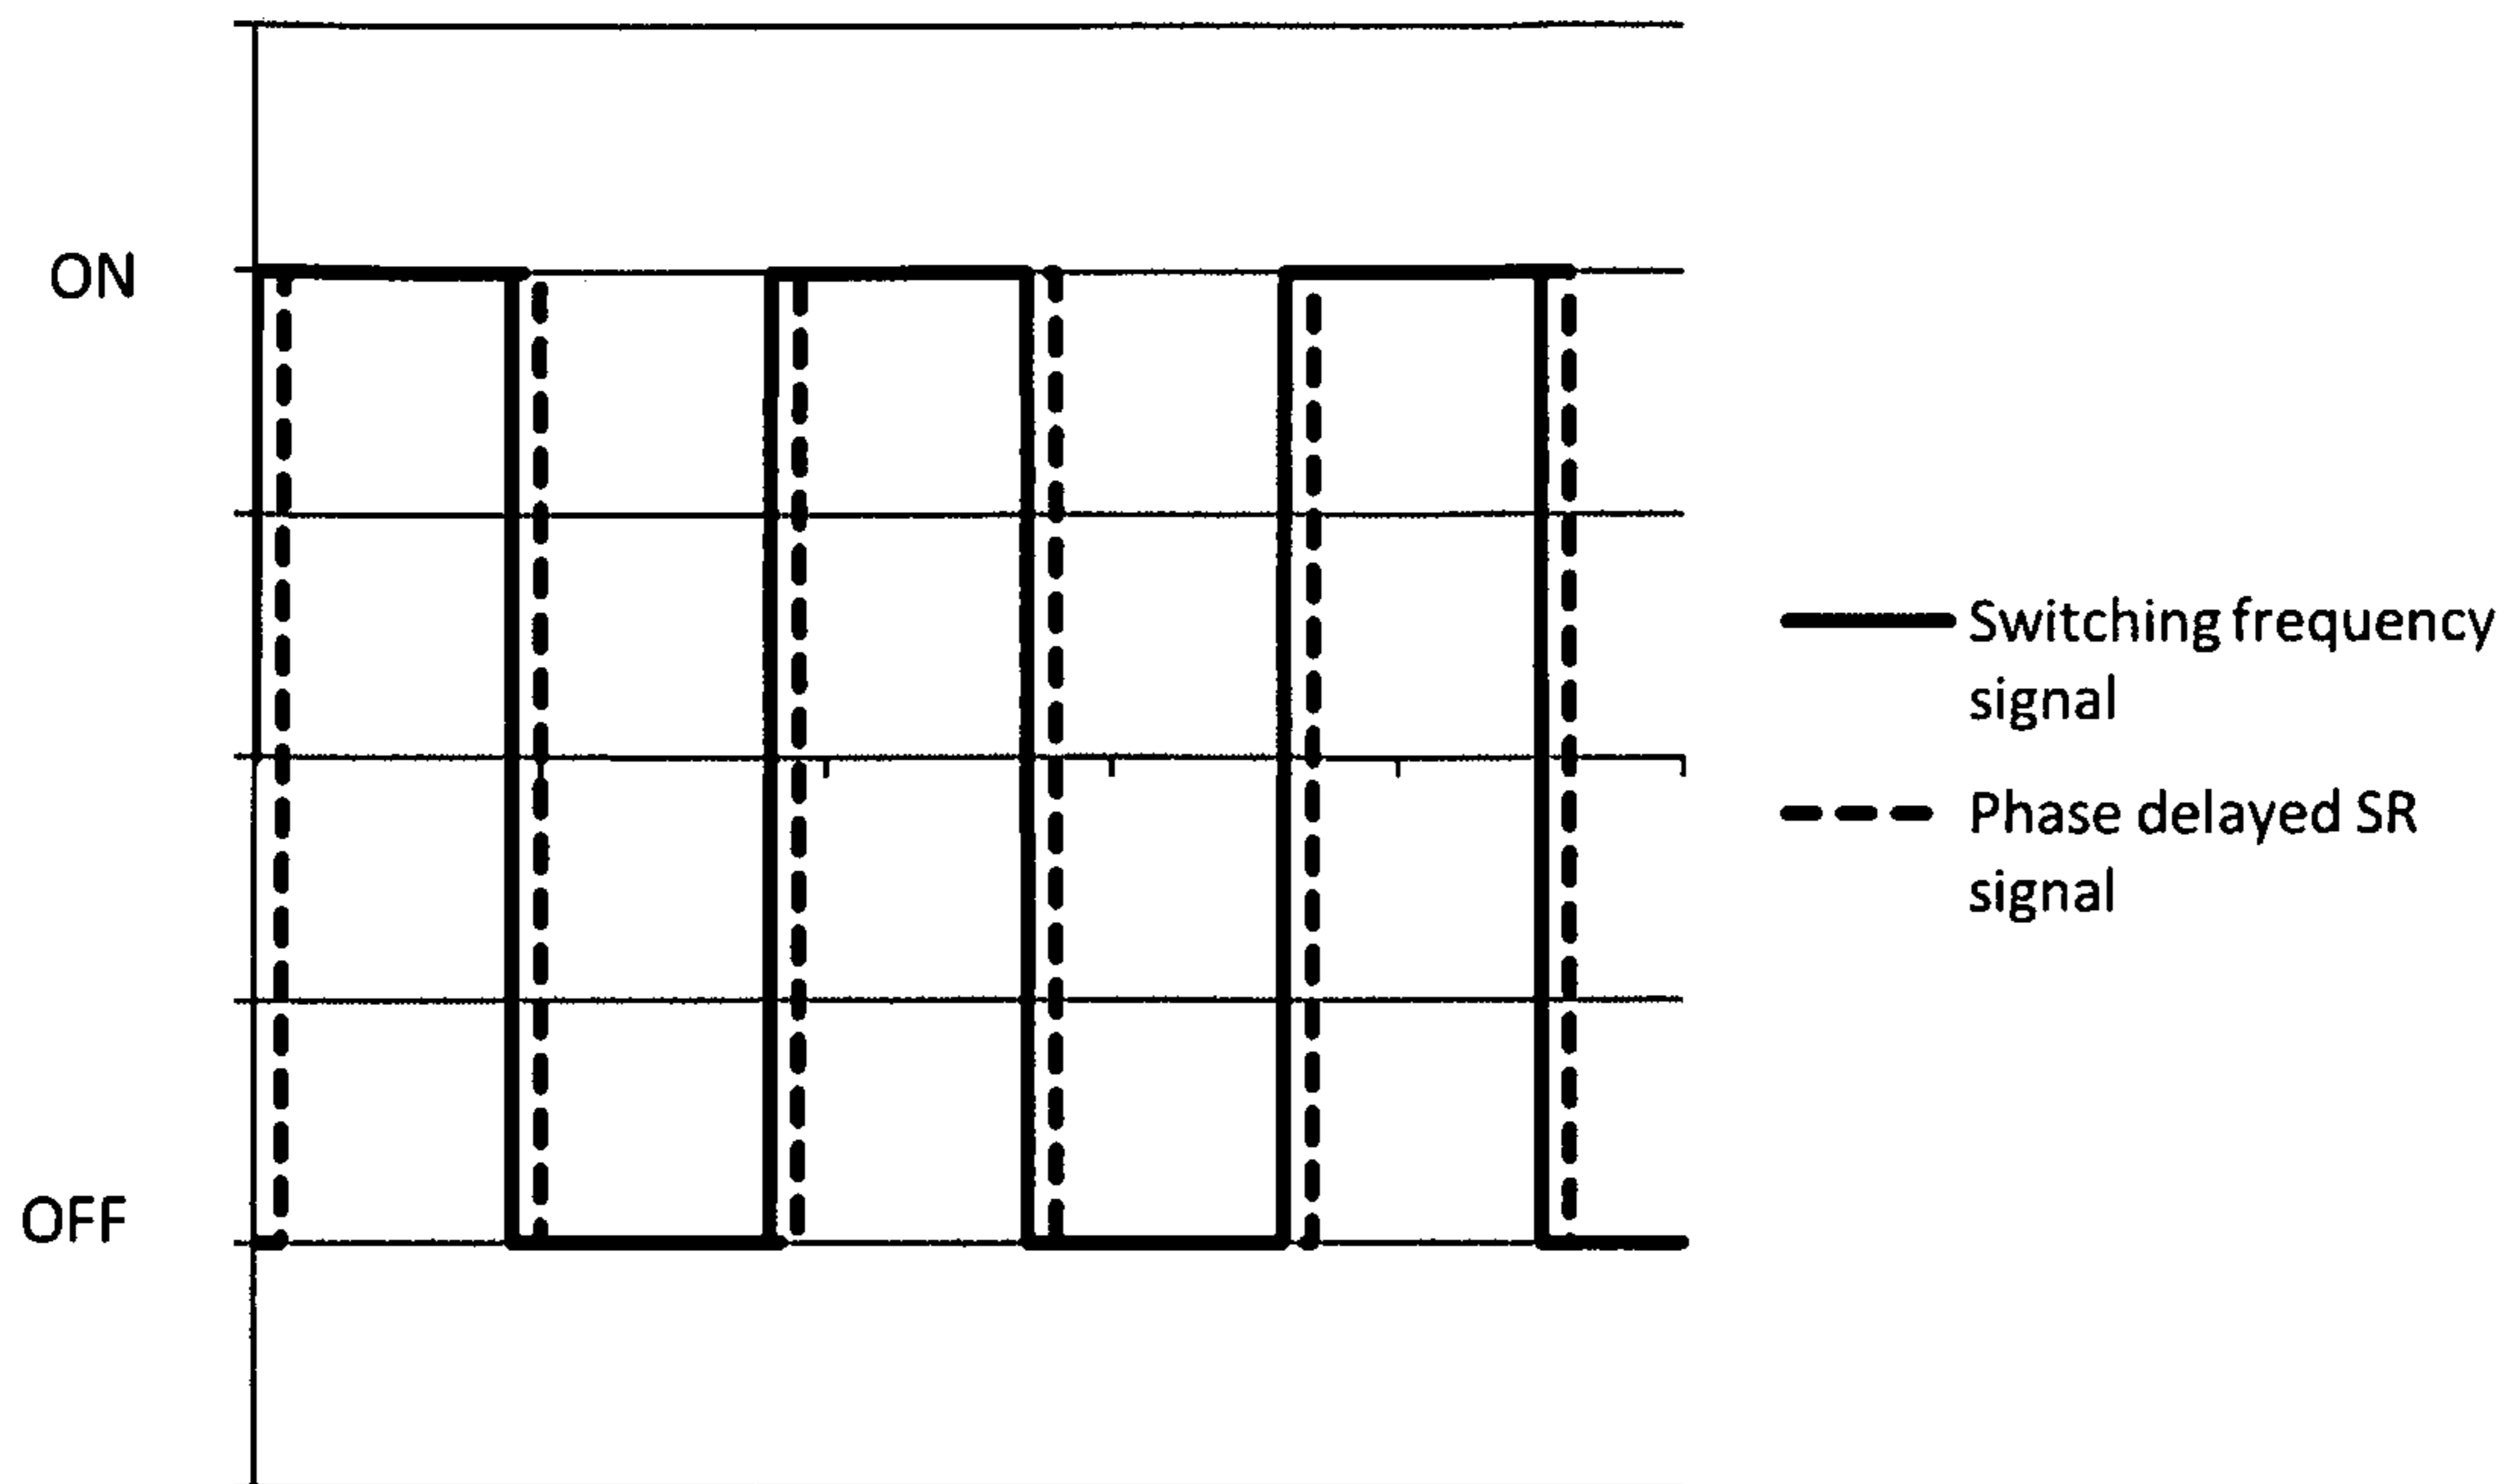 ON
OFF
Switching frequency
signal
Phase delayed SR
signal